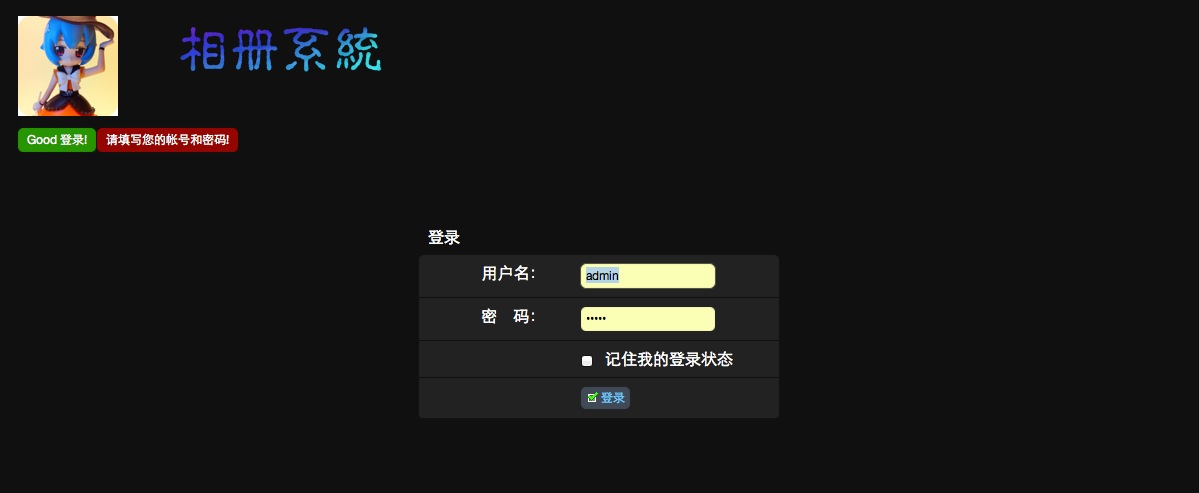 相册系統
Good 登录! 请填写您的帐号和密码!
登录
用户名: admin
密 码: •••••
记住我的登录状态
登录